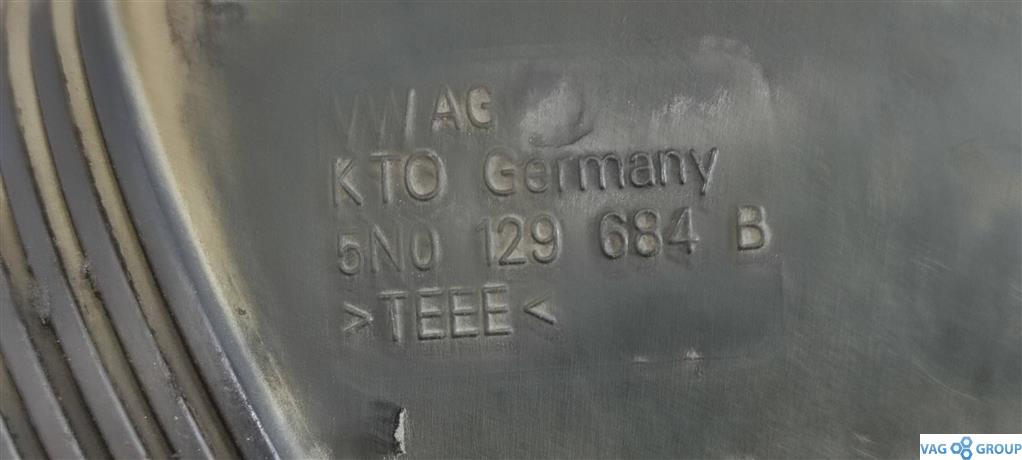 VW AG
KTO Germany
5N0 129 684 B
>TEEE<
VAG GROUP